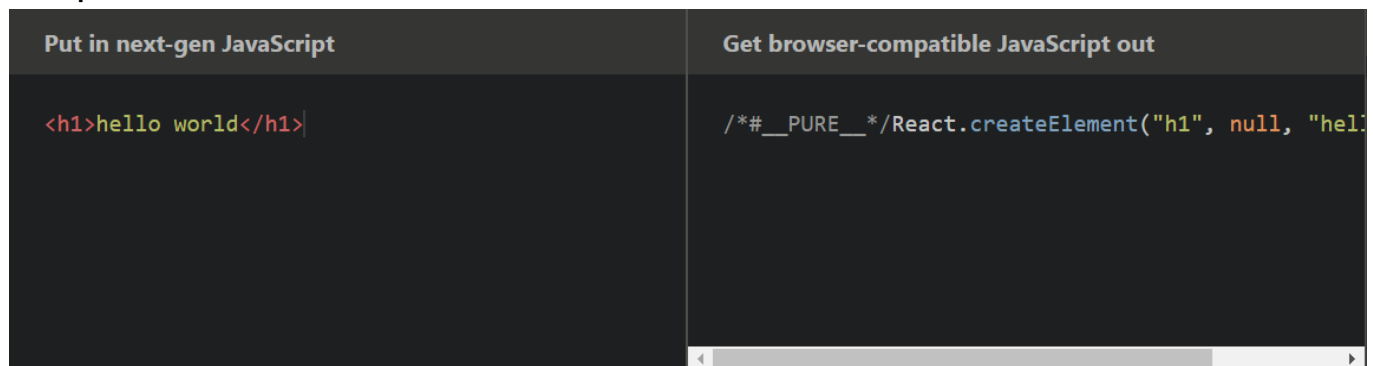 Put in next-gen JavaScript
Get browser-compatible JavaScript out
<h1>hello world</h1>
/*#__PURE__*/React.createElement("h1", null, "hel